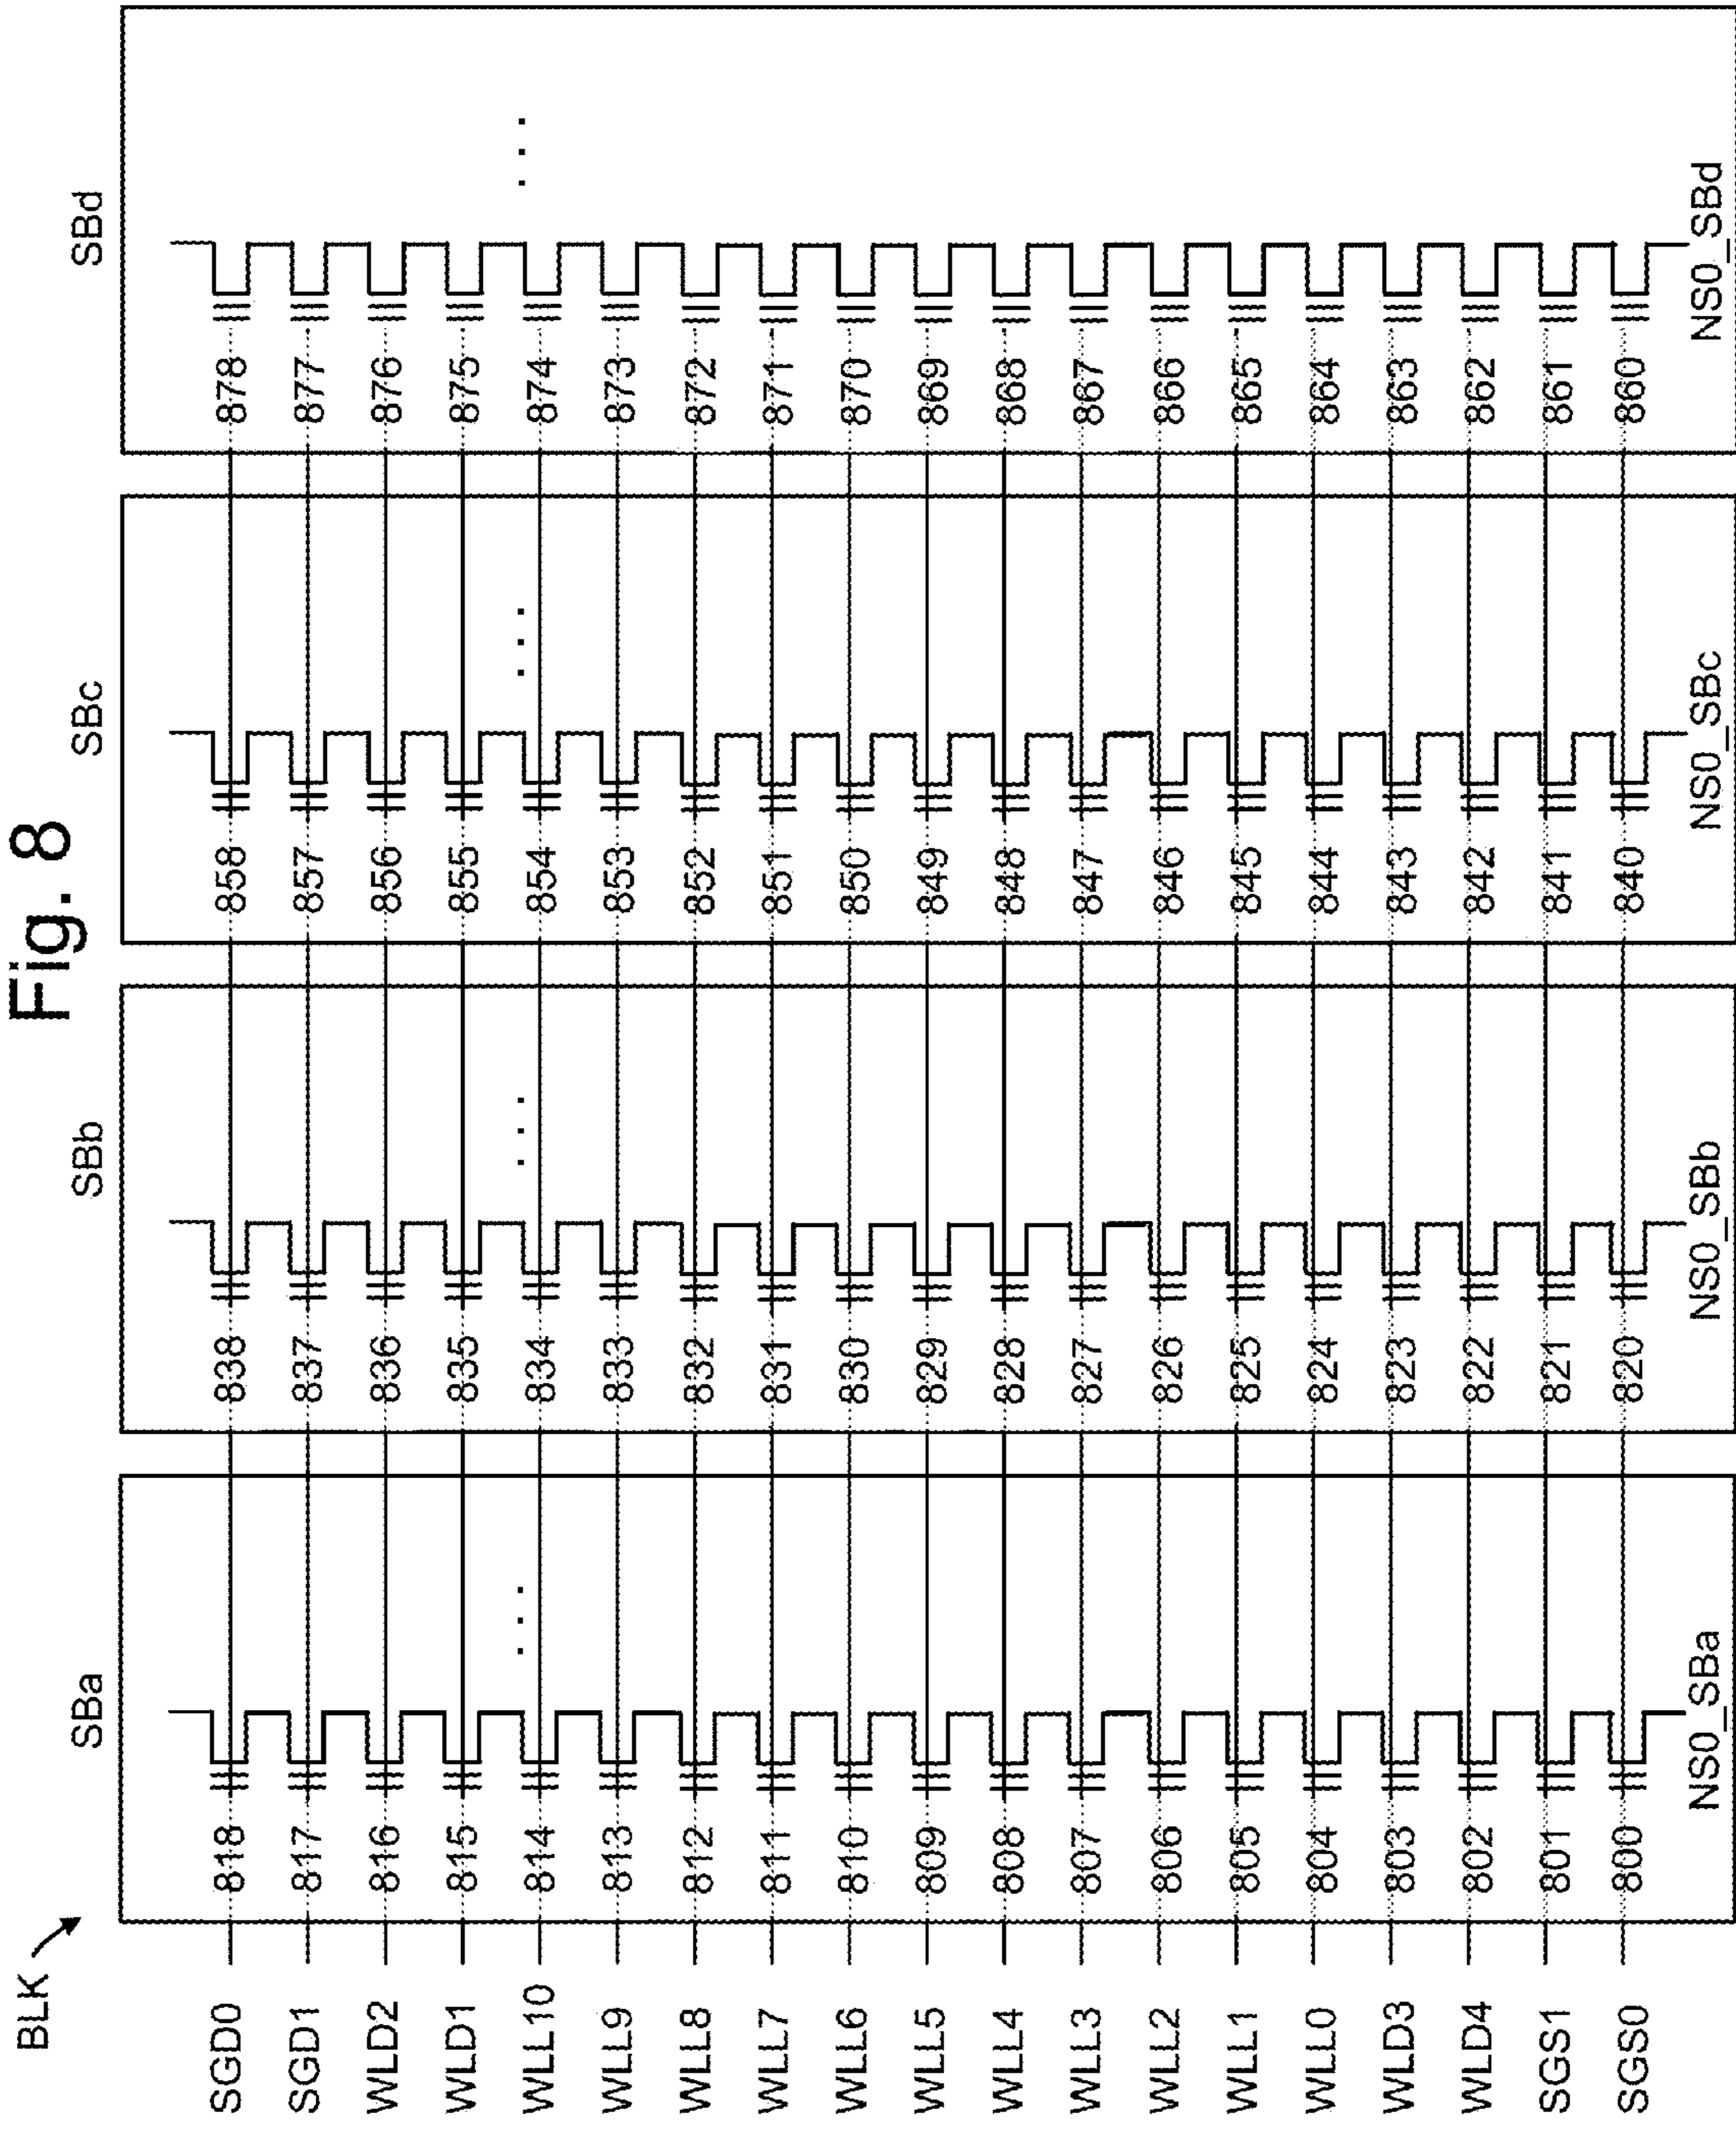 Fig. 8
BLK
SBa SBb SBc SBd
SGD0 818 838 858 878
SGD1 817 837 857 877
WLD2 816 836 856 876
WLD1 815 835 855 875
WLL10 814 834 854 874
WLL9 813 833 853 873
WLL8 812 832 852 872
WLL7 811 831 851 871
WLL6 810 830 850 870
WLL5 809 829 849 869
WLL4 808 828 848 868
WLL3 807 827 847 867
WLL2 806 826 846 866
WLL1 805 825 845 865
WLL0 804 824 844 864
WLD3 803 823 843 863
WLD4 802 822 842 862
SGS1 801 821 841 861
SGS0 800 820 840 860
NS0_SBa NS0_SBb NS0_SBc NS0_SBd